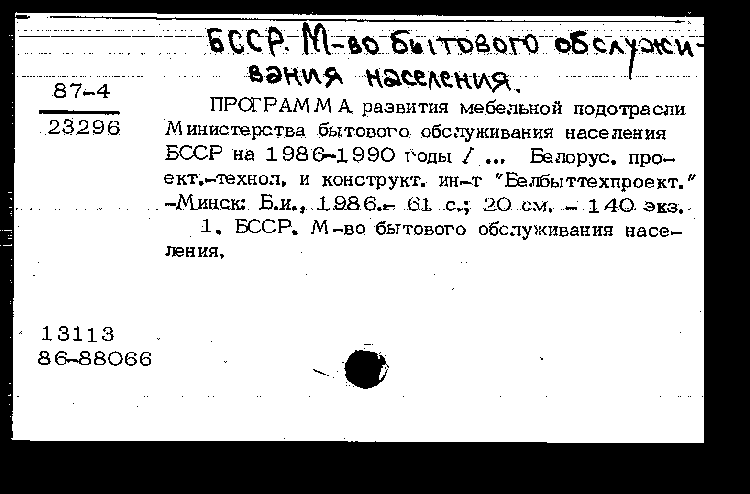 БССР. М-во бытового обслужи-
вания населения.
87-4
23296
ПРОГРАММА развития мебельной подотрасли
Министерства бытового обслуживания населения
БССР на 1986-1990 годы / ... Белорус. про-
ект.-технол. и конструкт. ин-т "Белбыттехпроект."
-Минск: Б.и., 1986.- 61 с.; 20 см. - 140 экз.
1. БССР. М-во бытового обслуживания насе-
ления.
13113
86-88066